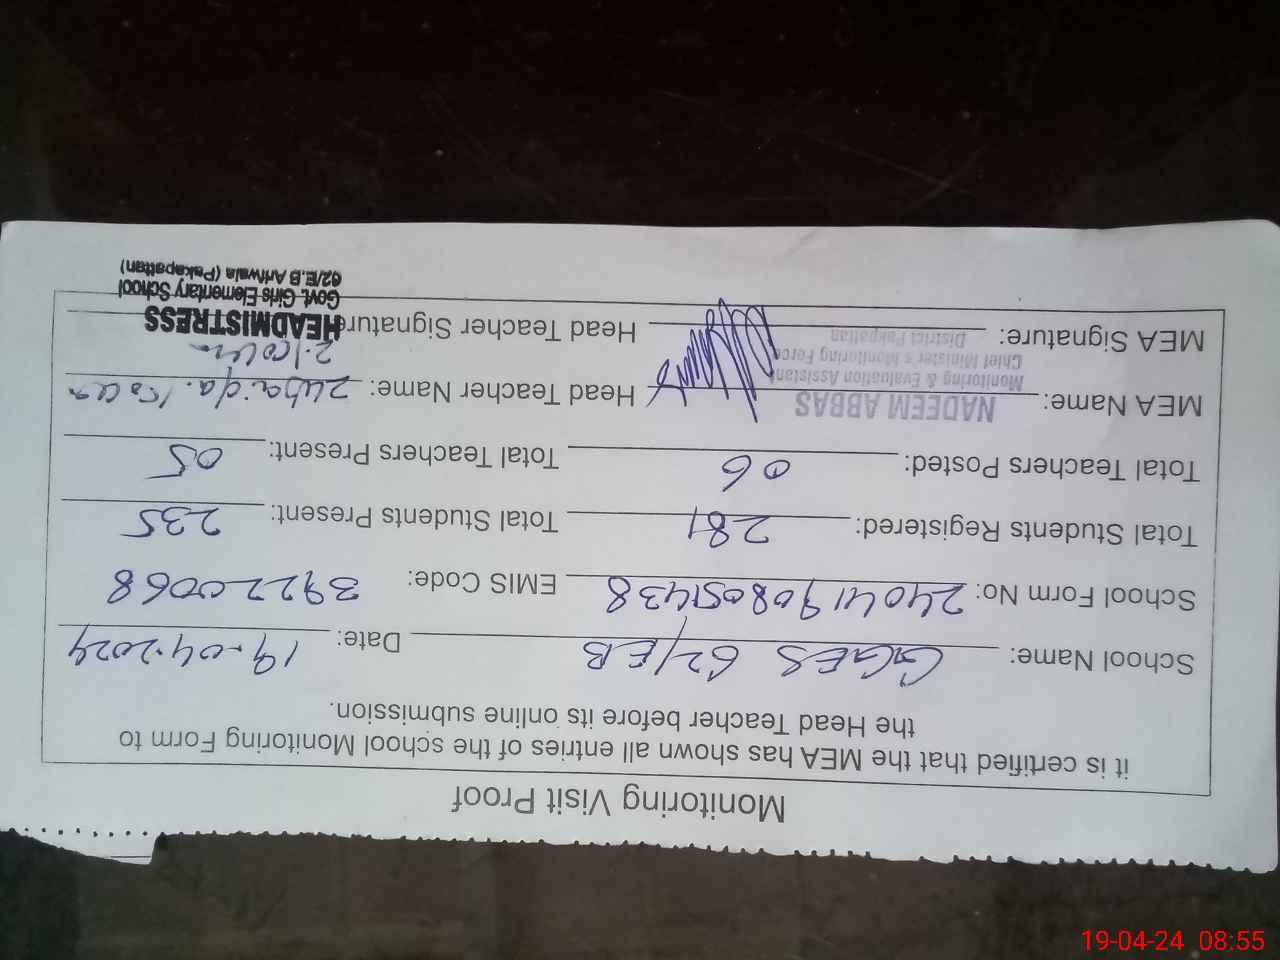 Monitoring Visit Proof
it is certified that the MEA has shown all entries of the school Monitoring Form to
the Head Teacher before its online submission.
School Name: GGES 62/EB Date: 19-04-2024
School Form No: 24041908051438 EMIS Code: 39220068
Total Students Registered: 281 Total Students Present: 235
Total Teachers Posted: 06 Total Teachers Present: 05
MEA Name: NADEEM ABBAS Head Teacher Name: Zubaida
Monitoring & Evaluation Assistant
Chief Minister's Monitoring Force
District Pakpattan
MEA Signature: Head Teacher Signature
HEADMISTRESS
Govt. Girls Elementary School
62/E.B Arifwala (Pakapattan)
19-04-24 08:55